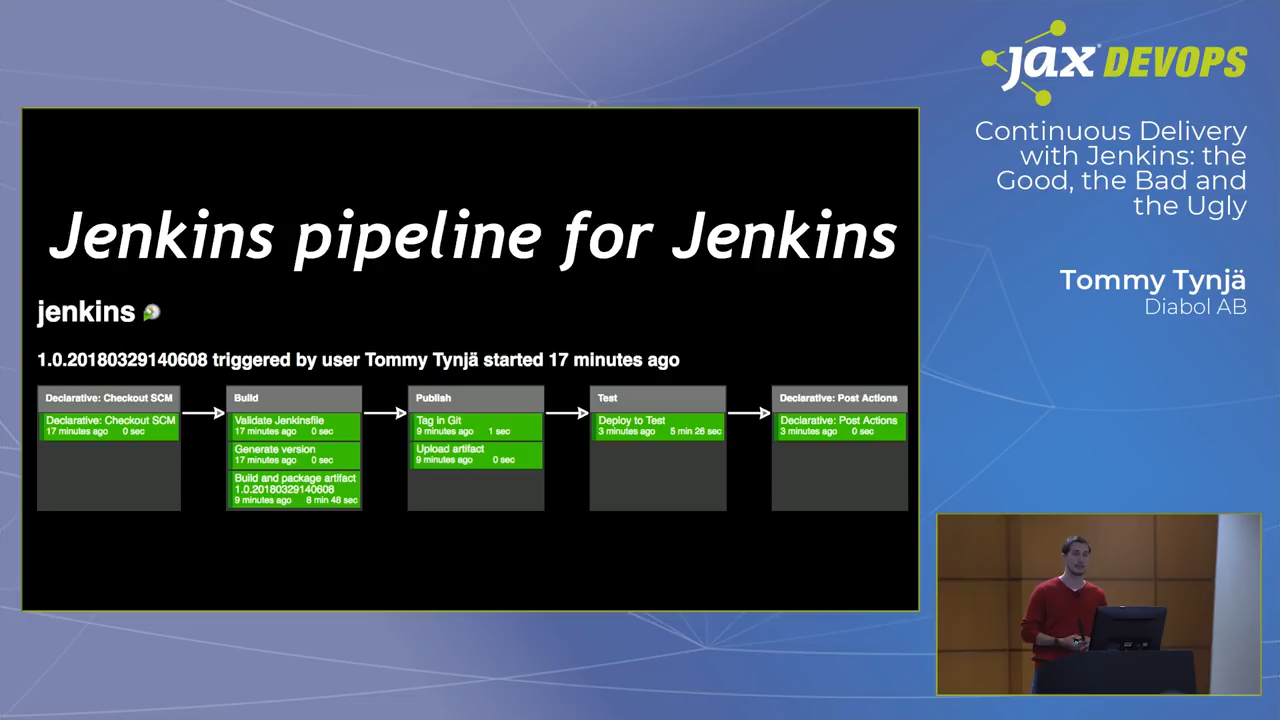 Jenkins pipeline for Jenkins
jenkins
1.0.20180329140608 triggered by user Tommy Tynjä started 17 minutes ago
Declarative: Checkout SCM
Declarative: Checkout SCM
17 minutes ago 0 sec
Build
Validate Jenkinsfile
17 minutes ago 0 sec
Generate version
17 minutes ago 0 sec
Build and package artifact
1.0.20180329140608
9 minutes ago 8 min 48 sec
Publish
Tag in Git
9 minutes ago 1 sec
Upload artifact
9 minutes ago 0 sec
Test
Deploy to Test
3 minutes ago 5 min 26 sec
Declarative: Post Actions
Declarative: Post Actions
3 minutes ago 0 sec
jax® DEVOPS
Continuous Delivery
with Jenkins: the
Good, the Bad and
the Ugly
Tommy Tynjä
Diabol AB